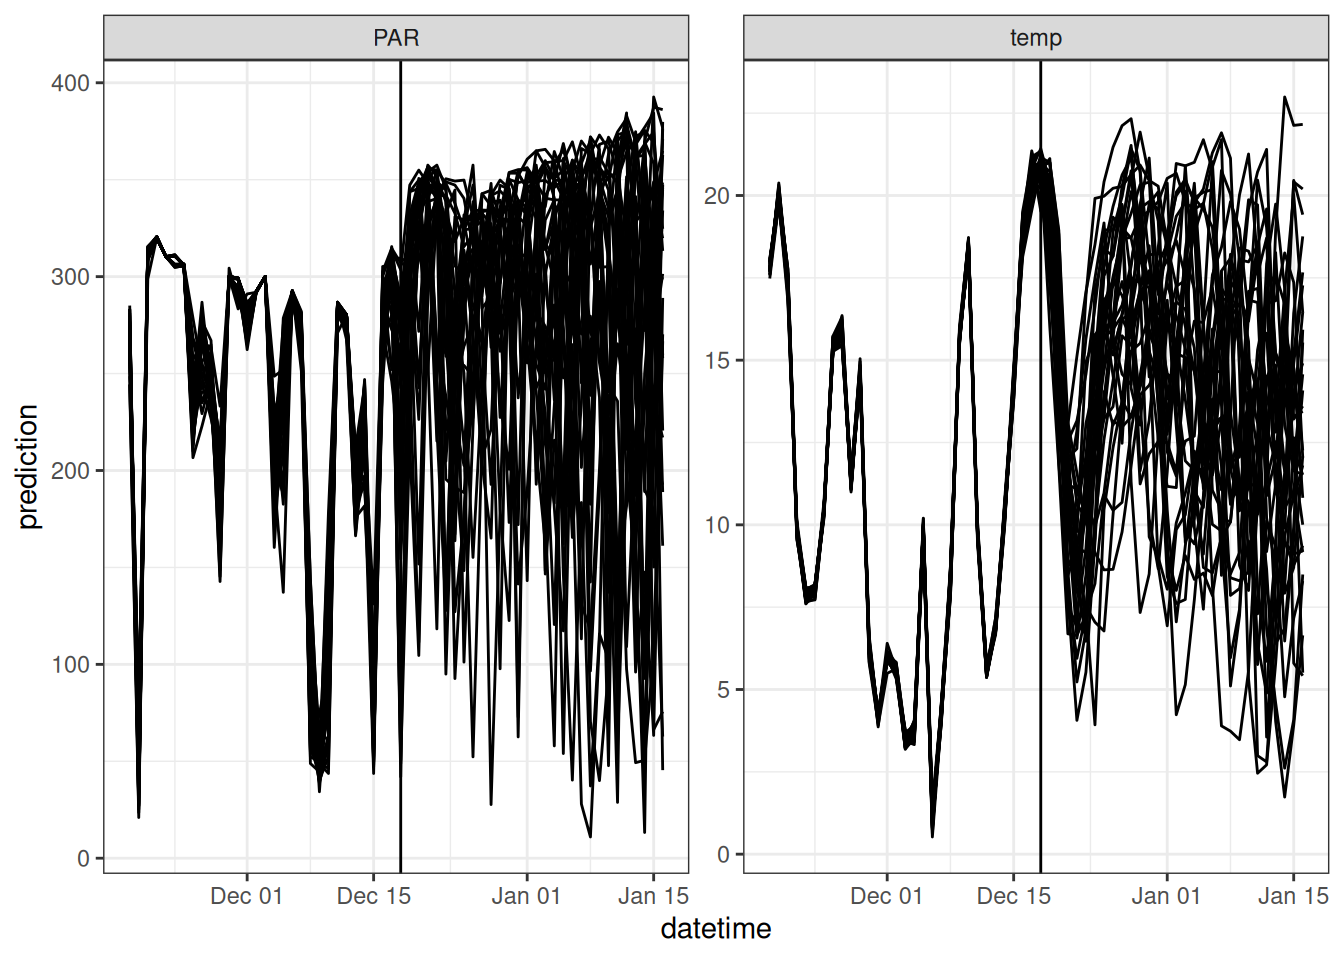 PAR
temp
prediction
400
300
200
100
0
20
15
10
5
0
Dec 01
Dec 15
Jan 01
Jan 15
Dec 01
Dec 15
Jan 01
Jan 15
datetime